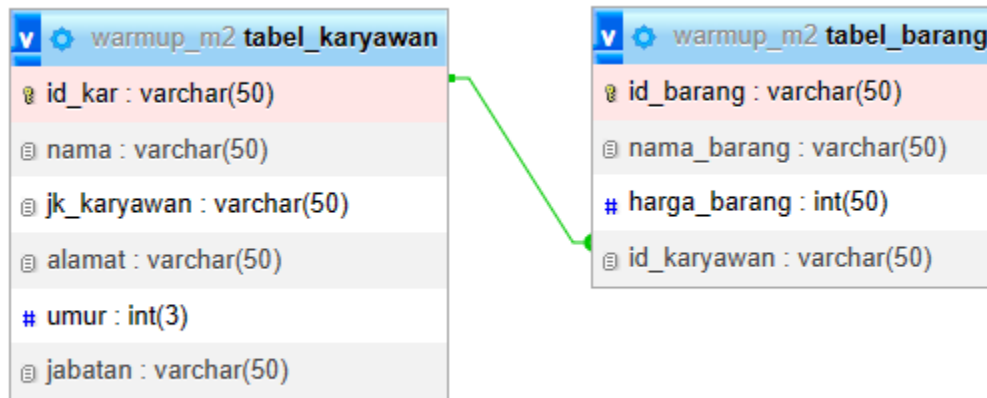 v warmup_m2 tabel_karyawan
id_kar : varchar(50)
nama : varchar(50)
jk_karyawan : varchar(50)
alamat : varchar(50)
# umur : int(3)
jabatan : varchar(50)
v warmup_m2 tabel_barang
id_barang : varchar(50)
nama_barang : varchar(50)
# harga_barang : int(50)
id_karyawan : varchar(50)